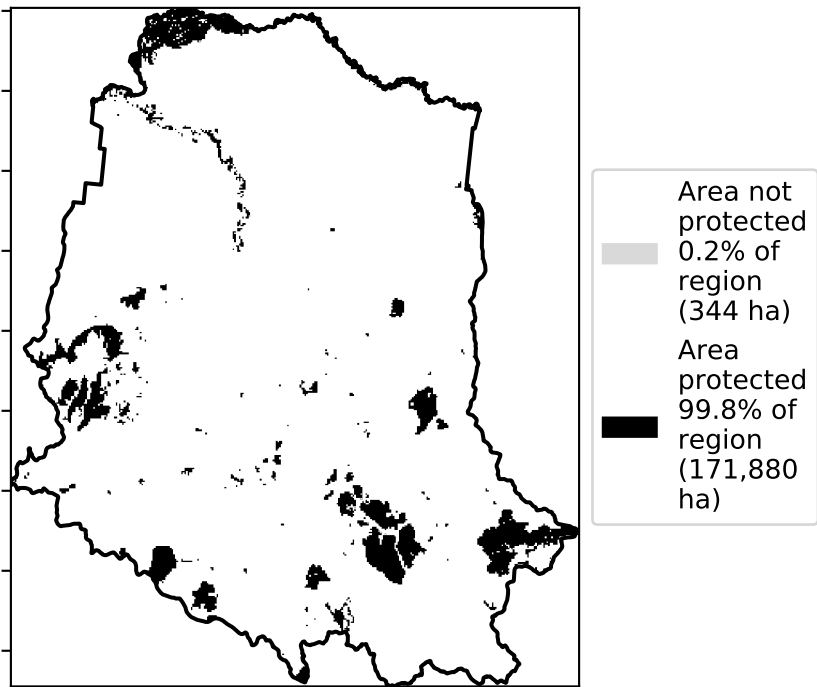 Area not
protected
0.2% of
region
(344 ha)
Area
protected
99.8% of
region
(171,880
ha)